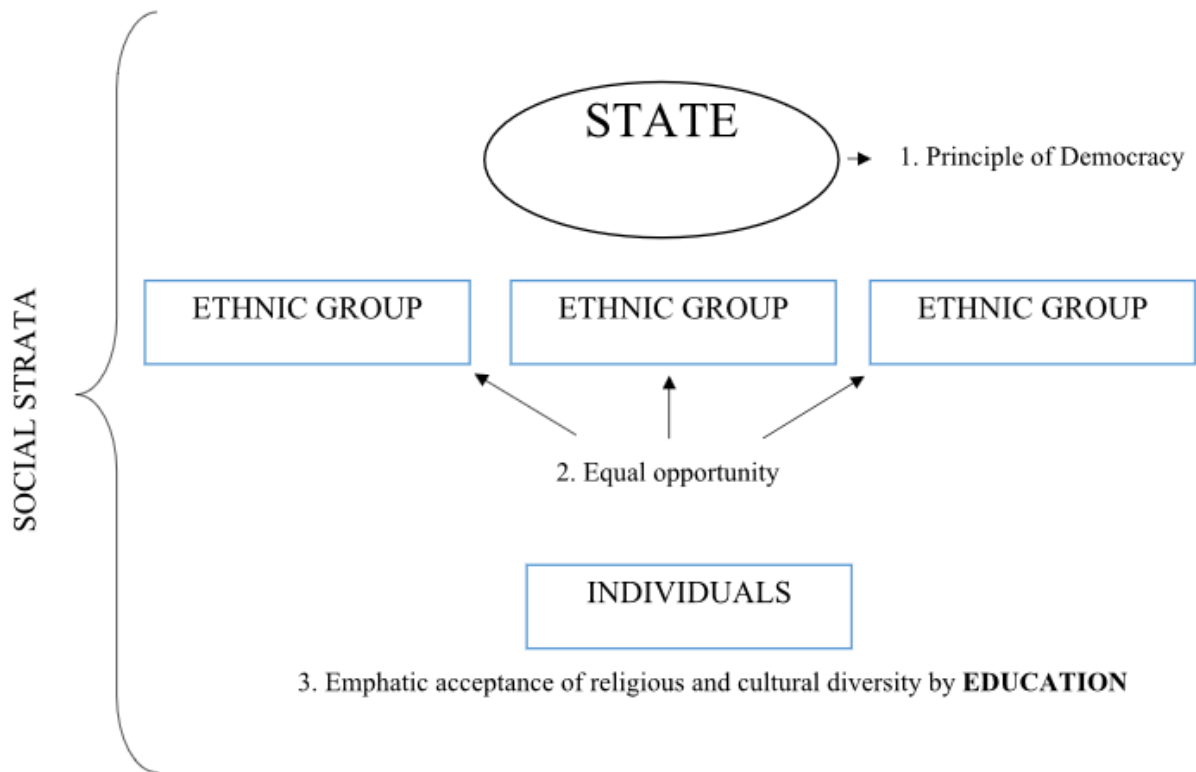 STATE
1. Principle of Democracy
ETHNIC GROUP
ETHNIC GROUP
ETHNIC GROUP
SOCIAL STRATA
2. Equal opportunity
INDIVIDUALS
3. Emphatic acceptance of religious and cultural diversity by EDUCATION